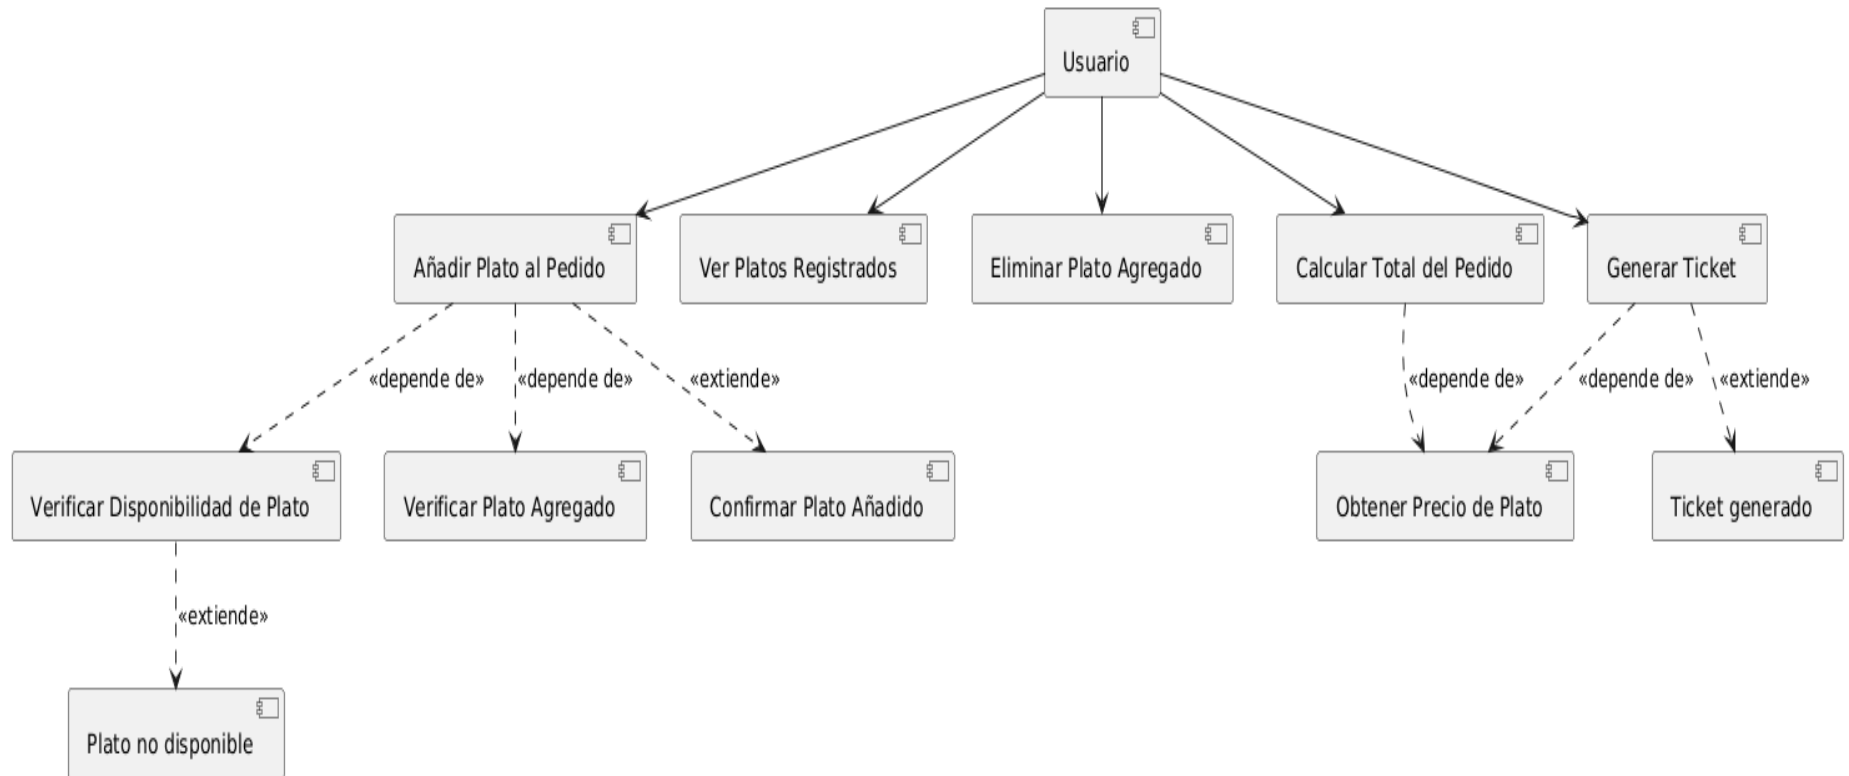 Usuario
Añadir Plato al Pedido
Ver Platos Registrados
Eliminar Plato Agregado
Calcular Total del Pedido
Generar Ticket
«depende de»
«depende de»
«extiende»
«depende de»
«depende de»
«extiende»
Verificar Disponibilidad de Plato
Verificar Plato Agregado
Confirmar Plato Añadido
Obtener Precio de Plato
Ticket generado
«extiende»
Plato no disponible